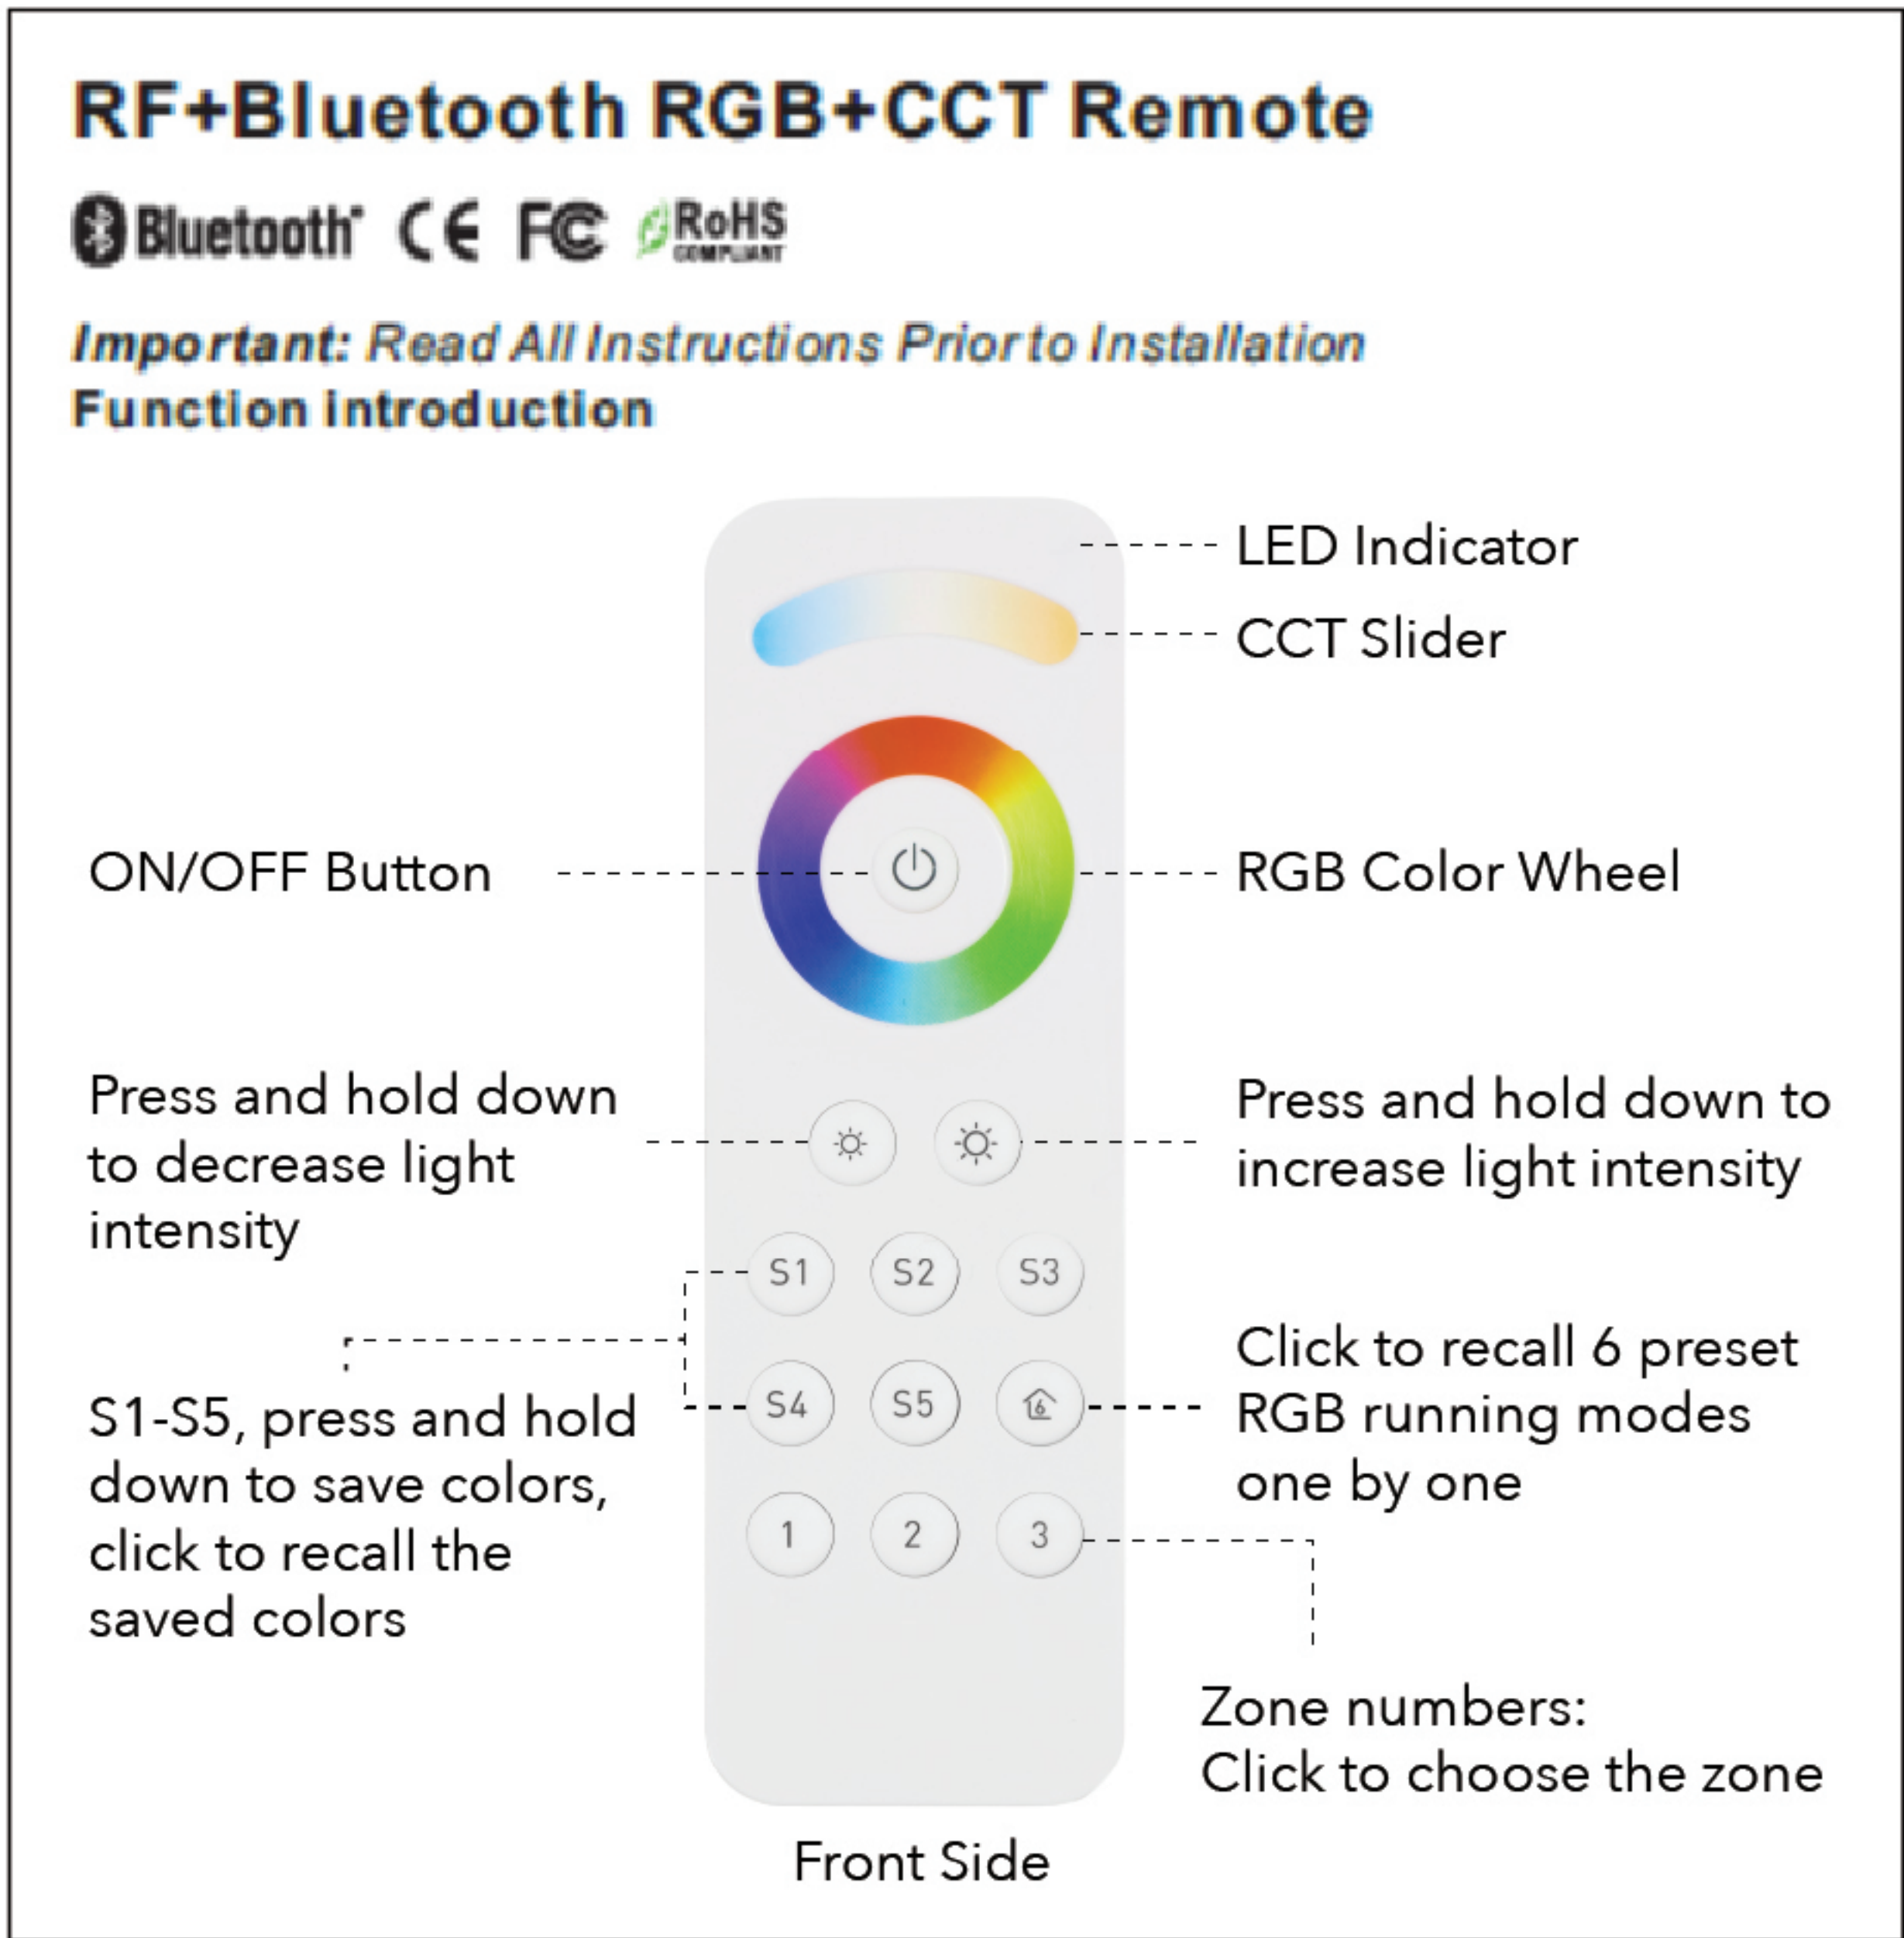 RF+Bluetooth RGB+CCT Remote
Bluetooth® CE FC RoHS
COMPLIANT
Important: Read All Instructions Prior to Installation
Function introduction
LED Indicator
CCT Slider
ON/OFF Button
RGB Color Wheel
Press and hold down
to decrease light
intensity
Press and hold down to
increase light intensity
S1 S2 S3
S4 S5 6
1 2 3
S1-S5, press and hold
down to save colors,
click to recall the
saved colors
Click to recall 6 preset
RGB running modes
one by one
Zone numbers:
Click to choose the zone
Front Side